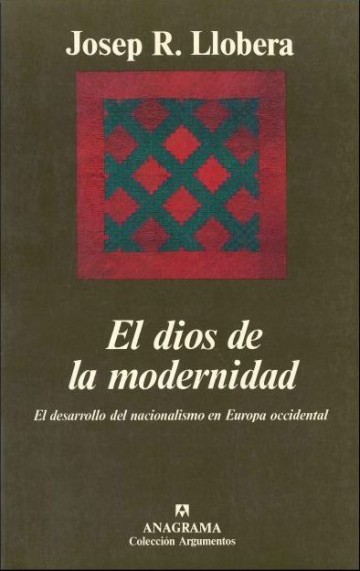 Josep R. Llobera
El dios de
la modernidad
El desarrollo del nacionalismo en Europa occidental
ANAGRAMA
Colección Argumentos